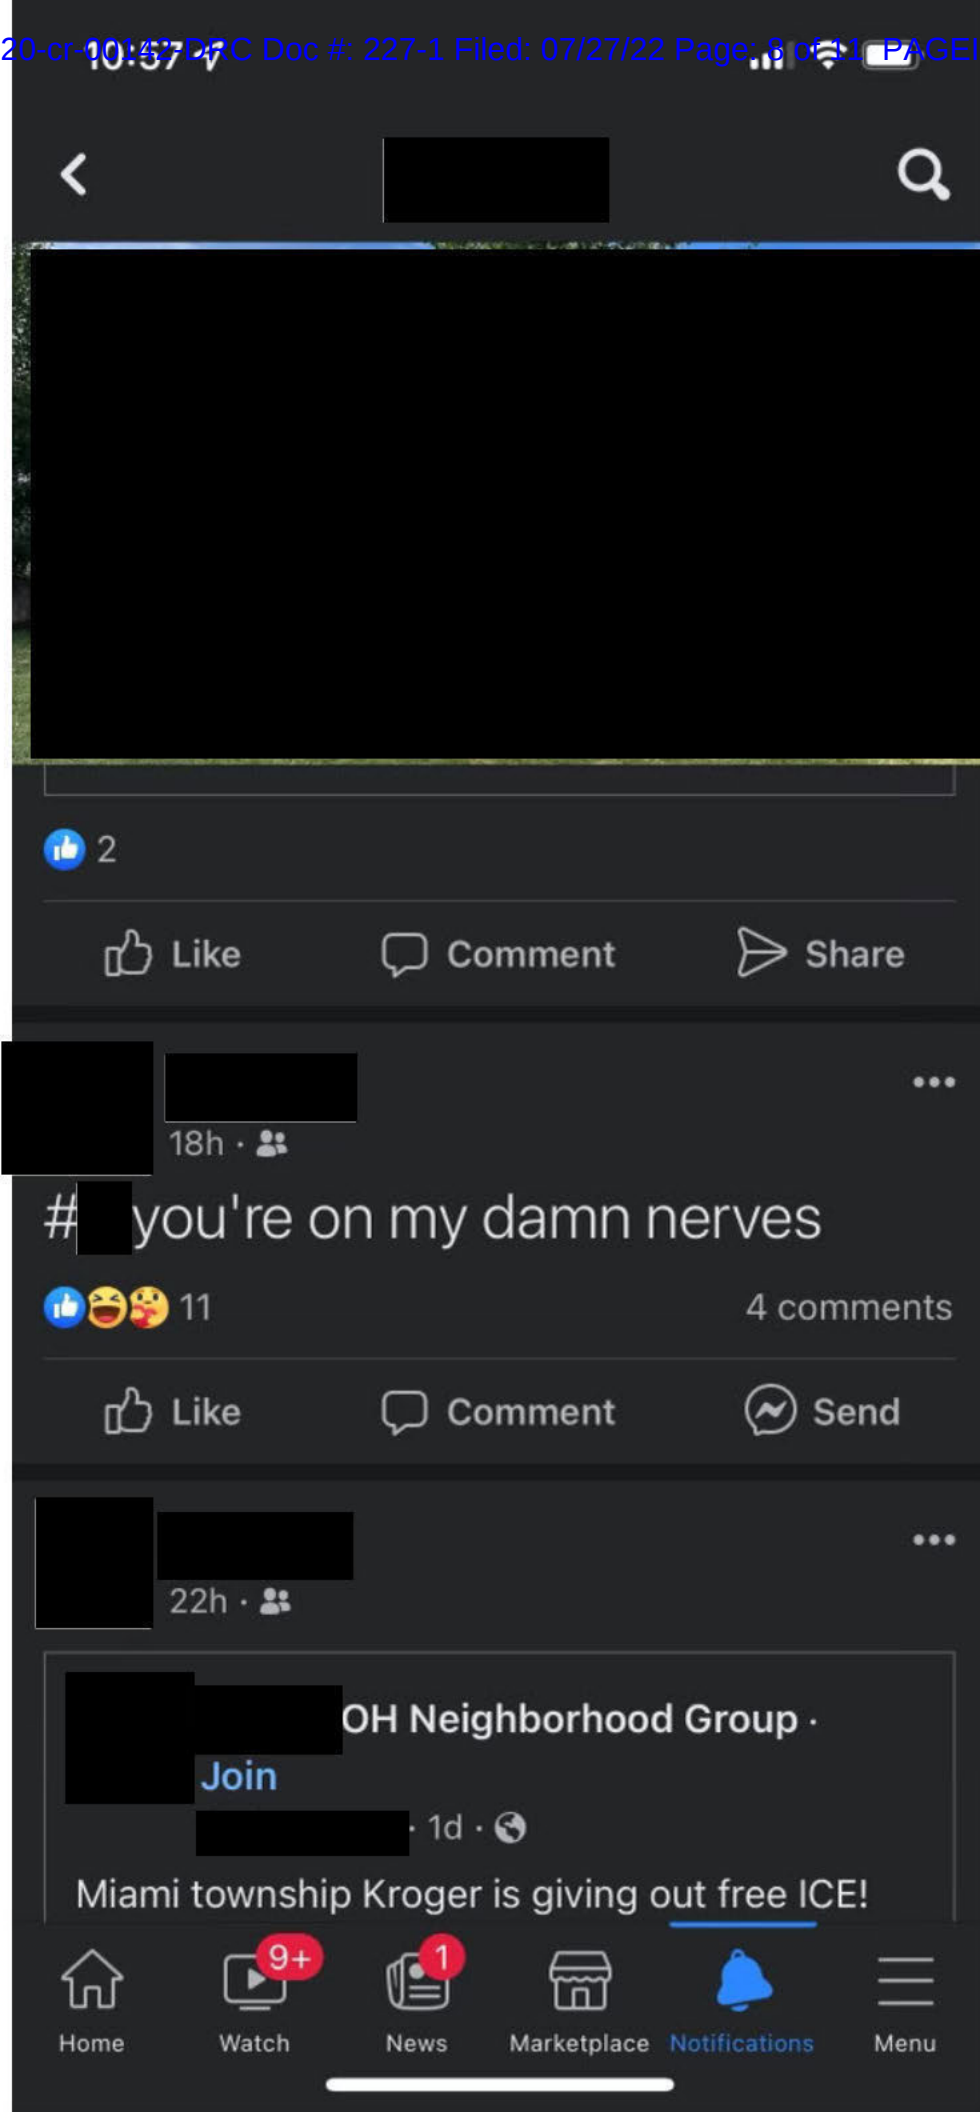 20-cr-00142-DRC Doc #: 227-1 Filed: 07/27/22 Page: 8 of 11 PAGEI
10:57
2
Like Comment Share
18h ·
# you're on my damn nerves
11 4 comments
Like Comment Send
22h ·
OH Neighborhood Group ·
Join
· 1d ·
Miami township Kroger is giving out free ICE!
9+ 1
Home Watch News Marketplace Notifications Menu